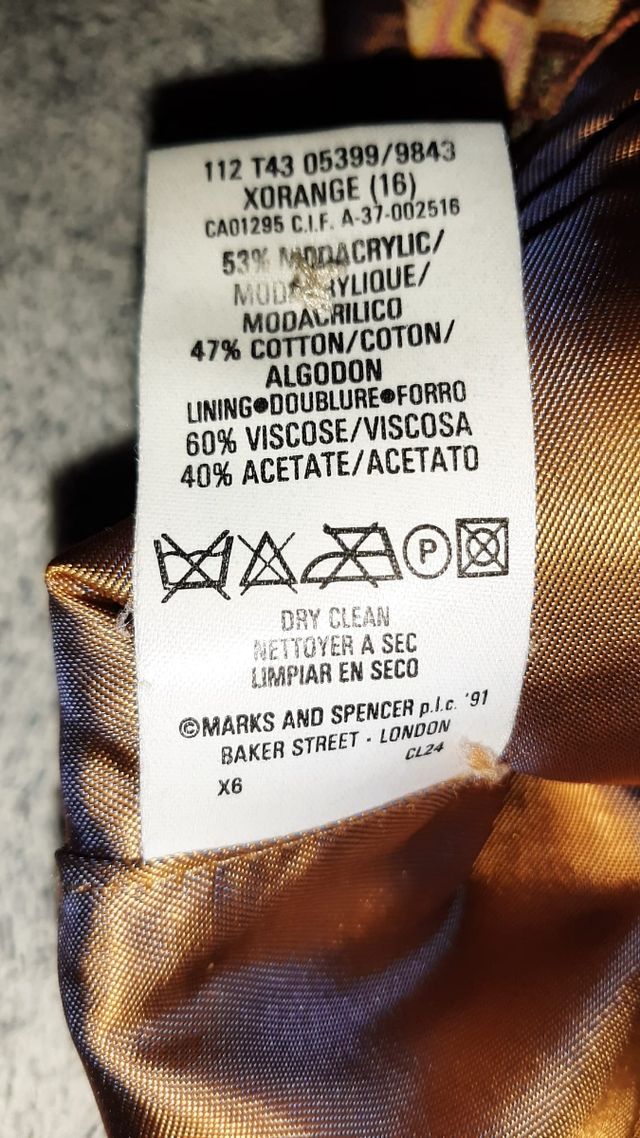 112 T43 05399/9843
XORANGE (16)
CA01295 C.I.F. A-37-002516
53% MODACRYLIC/
MODACRYLIQUE/
MODACRILICO
47% COTTON/COTON/
ALGODON
LINING●DOUBLURE●FORRO
60% VISCOSE/VISCOSA
40% ACETATE/ACETATO
P
DRY CLEAN
NETTOYER A SEC
LIMPIAR EN SECO
©MARKS AND SPENCER p.l.c. '91
BAKER STREET - LONDON
CL24
X6